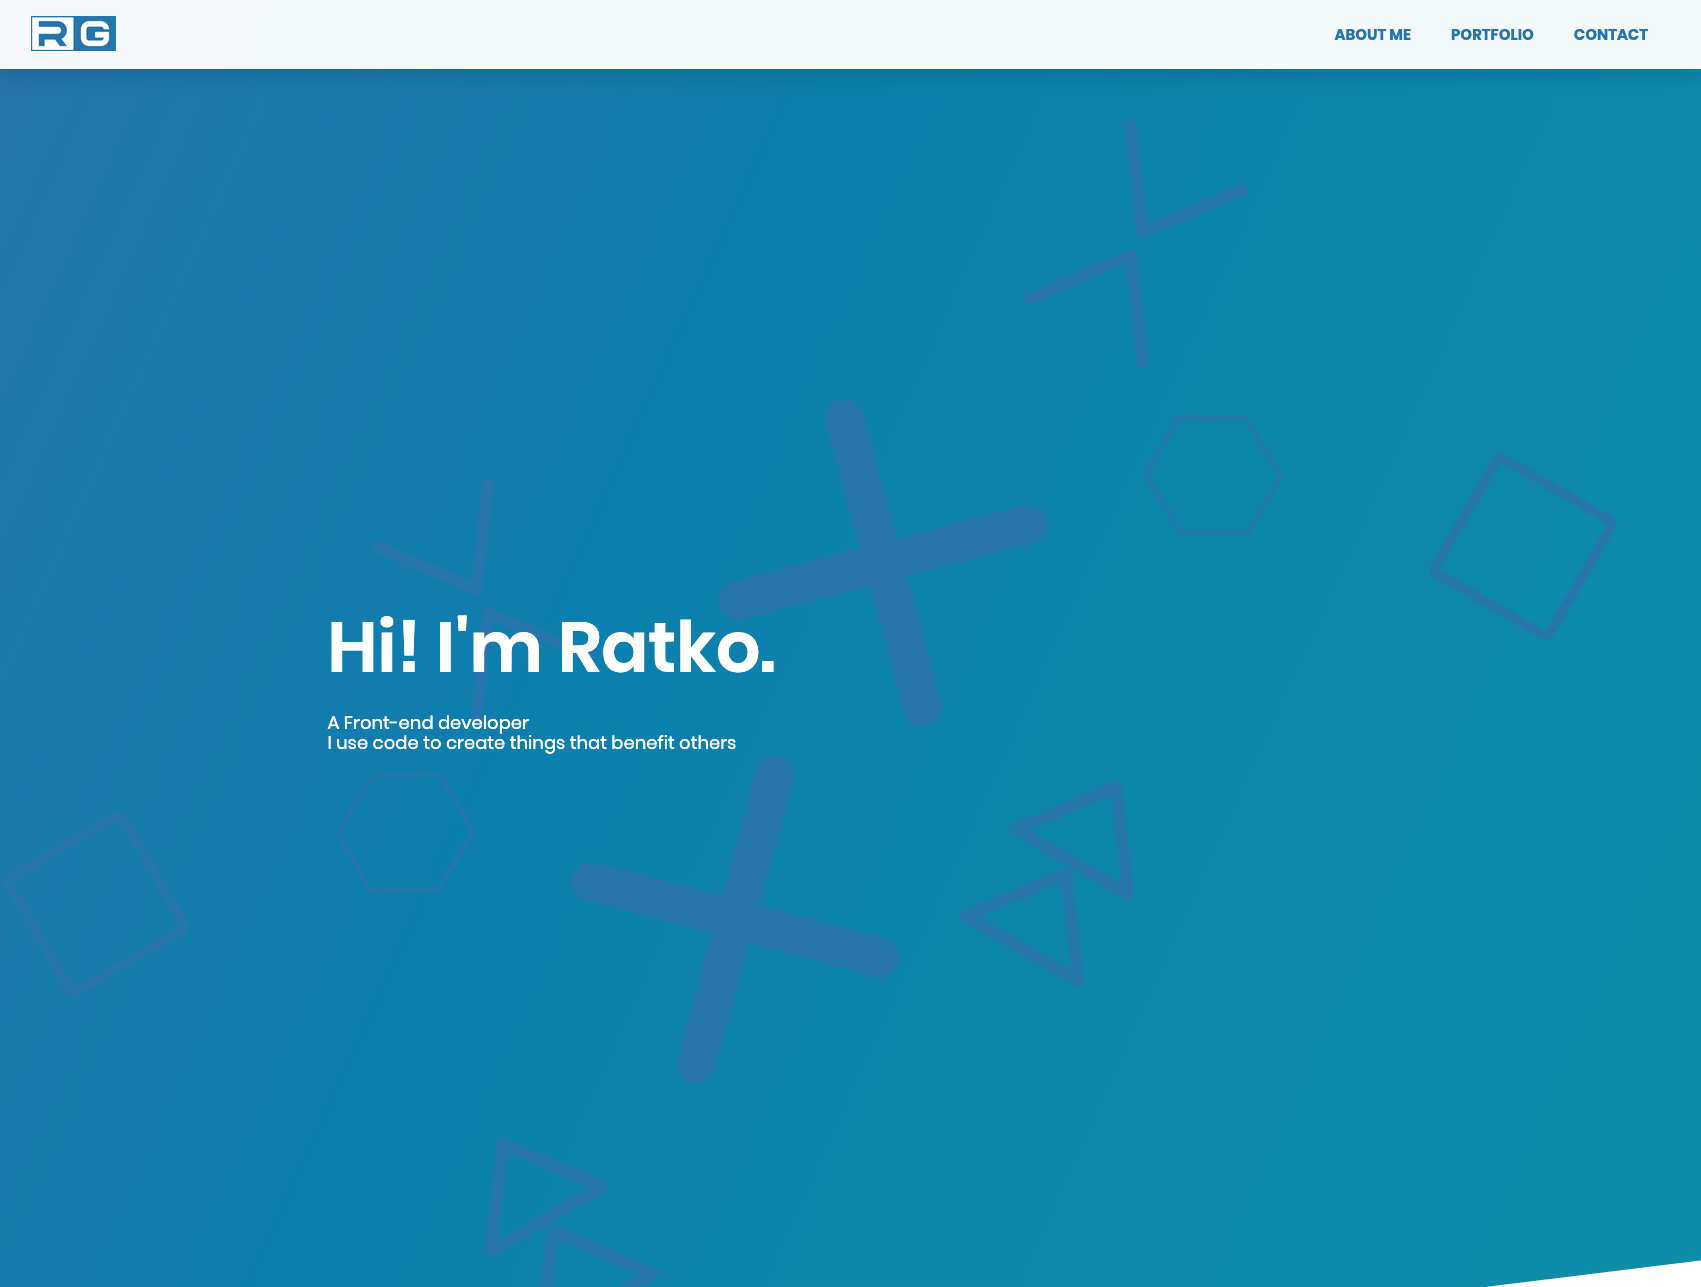 RG
ABOUT ME
PORTFOLIO
CONTACT
Hi! I'm Ratko.
A Front-end developer
I use code to create things that benefit others